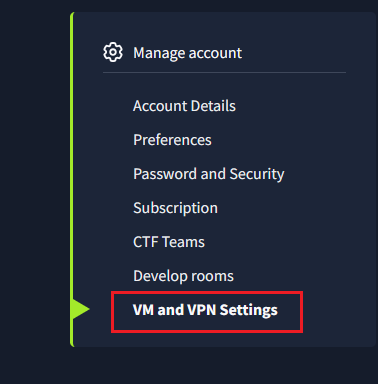 Manage account
Account Details
Preferences
Password and Security
Subscription
CTF Teams
Develop rooms
VM and VPN Settings